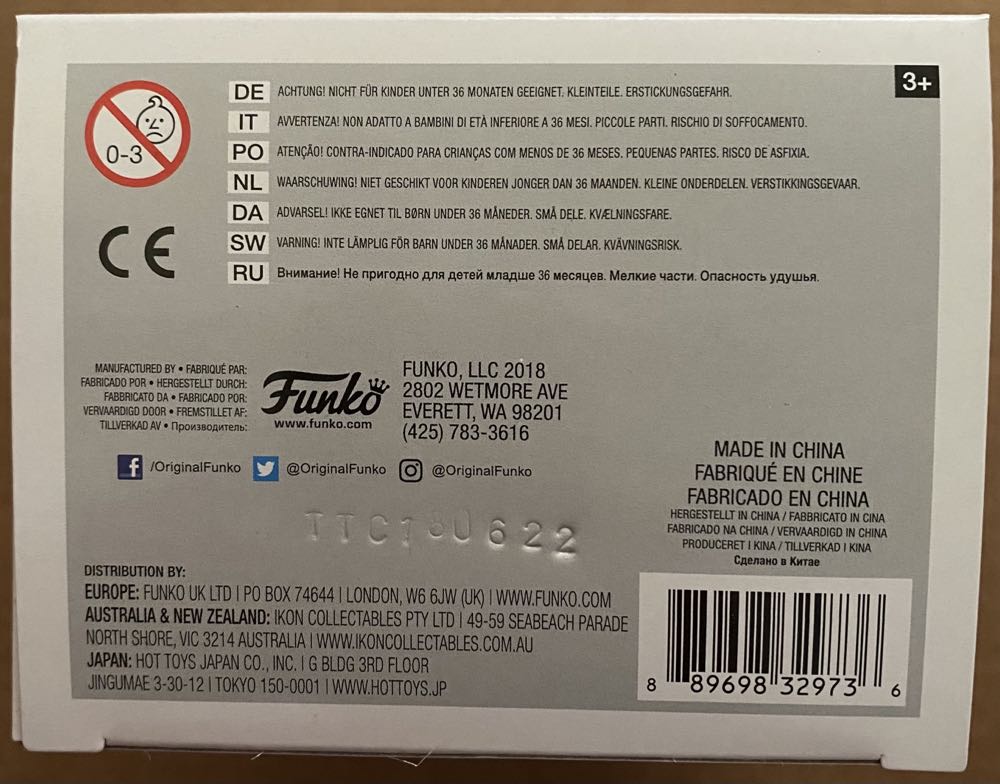 3+
0-3
DE ACHTUNG! NICHT FÜR KINDER UNTER 36 MONATEN GEEIGNET. KLEINTEILE. ERSTICKUNGSGEFAHR.
IT AVVERTENZA! NON ADATTO A BAMBINI DI ETÀ INFERIORE A 36 MESI. PICCOLE PARTI. RISCHIO DI SOFFOCAMENTO.
PO ATENÇÃO! CONTRA-INDICADO PARA CRIANÇAS COM MENOS DE 36 MESES. PEQUENAS PARTES. RISCO DE ASFIXIA.
NL WAARSCHUWING! NIET GESCHIKT VOOR KINDEREN JONGER DAN 36 MAANDEN. KLEINE ONDERDELEN. VERSTIKKINGSGEVAAR.
DA ADVARSEL! IKKE EGNET TIL BØRN UNDER 36 MÅNEDER. SMÅ DELE. KVÆLNINGSFARE.
SW VARNING! INTE LÄMPLIG FÖR BARN UNDER 36 MÅNADER. SMÅ DELAR. KVÄVNINGSRISK.
RU Внимание! Не пригодно для детей младше 36 месяцев. Мелкие части. Опасность удушья.
CE
MANUFACTURED BY • FABRIQUÉ PAR:
FABRICADO POR • HERGESTELLT DURCH:
FABBRICATO DA • FABRICADO POR:
VERVAARDIGD DOOR • FREMSTILLET AF:
TILLVERKAD AV • Производитель:
Funko
www.funko.com
FUNKO, LLC 2018
2802 WETMORE AVE
EVERETT, WA 98201
(425) 783-3616
f /OriginalFunko @OriginalFunko @OriginalFunko
MADE IN CHINA
FABRIQUÉ EN CHINE
FABRICADO EN CHINA
HERGESTELLT IN CHINA / FABBRICATO IN CINA
FABRICADO NA CHINA / VERVAARDIGD IN CHINA
PRODUCERET I KINA / TILLVERKAD I KINA
Сделано в Китае
DISTRIBUTION BY:
EUROPE: FUNKO UK LTD | PO BOX 74644 | LONDON, W6 6JW (UK) | WWW.FUNKO.COM
AUSTRALIA & NEW ZEALAND: IKON COLLECTABLES PTY LTD | 49-59 SEABEACH PARADE
NORTH SHORE, VIC 3214 AUSTRALIA | WWW.IKONCOLLECTABLES.COM.AU
JAPAN: HOT TOYS JAPAN CO., INC. | G BLDG 3RD FLOOR
JINGUMAE 3-30-12 | TOKYO 150-0001 | WWW.HOTTOYS.JP
8 89698 32973 6